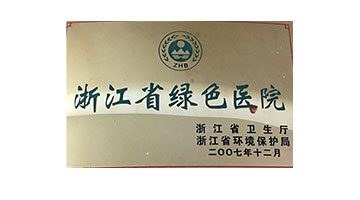 ZHB
浙江省绿色医院
浙江省卫生厅
浙江省环境保护局
二〇〇七年十二月